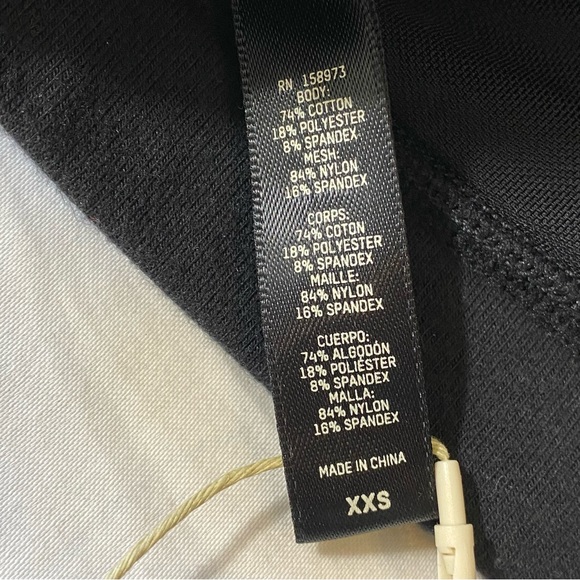 RN 158973
BODY:
74% COTTON
18% POLYESTER
8% SPANDEX
MESH:
84% NYLON
16% SPANDEX
CORPS:
74% COTON
18% POLYESTER
8% SPANDEX
MAILLE:
84% NYLON
16% SPANDEX
CUERPO:
74% ALGODÓN
18% POLIÉSTER
8% SPANDEX
MALLA:
84% NYLON
16% SPANDEX
MADE IN CHINA
XXS